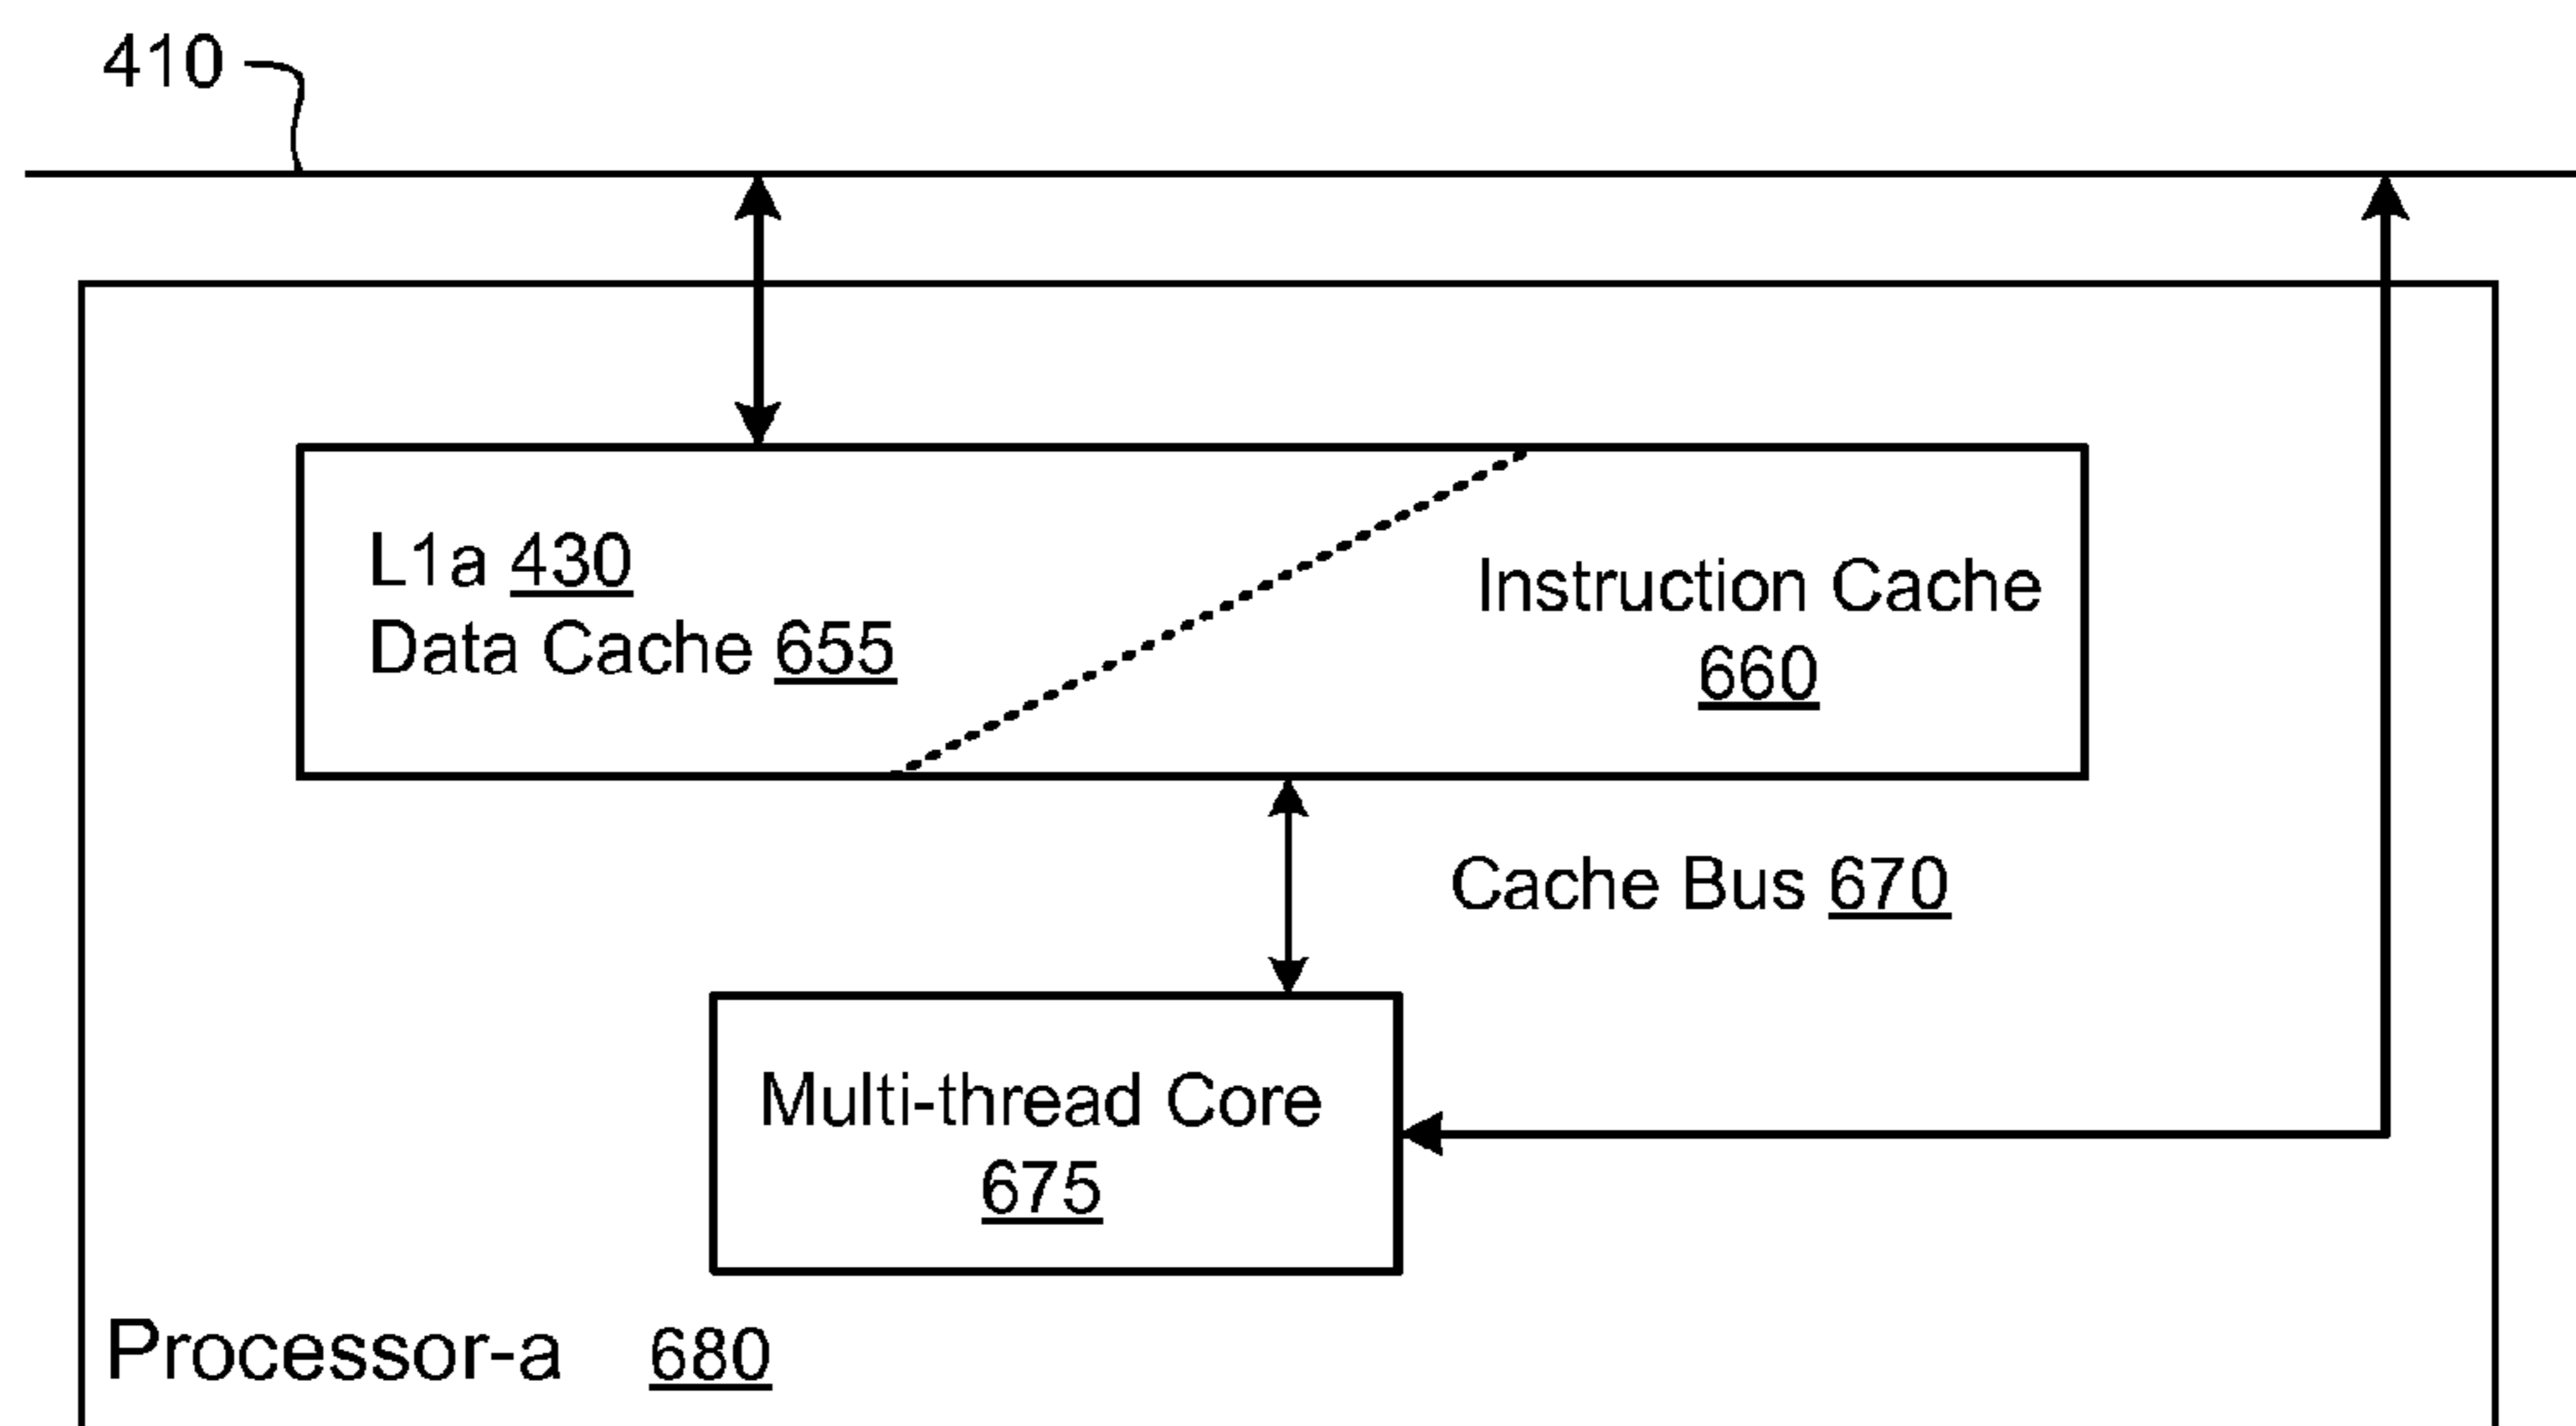 410
L1a 430
Data Cache 655
Instruction Cache
660
Cache Bus 670
Multi-thread Core
675
Processor-a 680